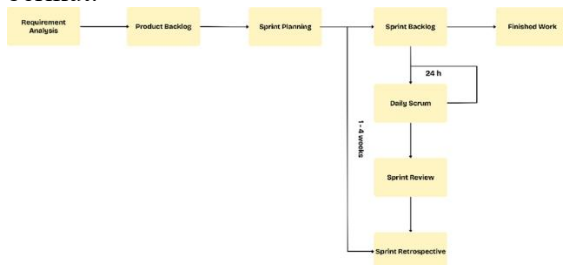 Requirement
Analysis
Product Backlog
Sprint Planning
Sprint Backlog
Finished Work
24 h
Daily Scrum
1 - 4 weeks
Sprint Review
Sprint Retrospective